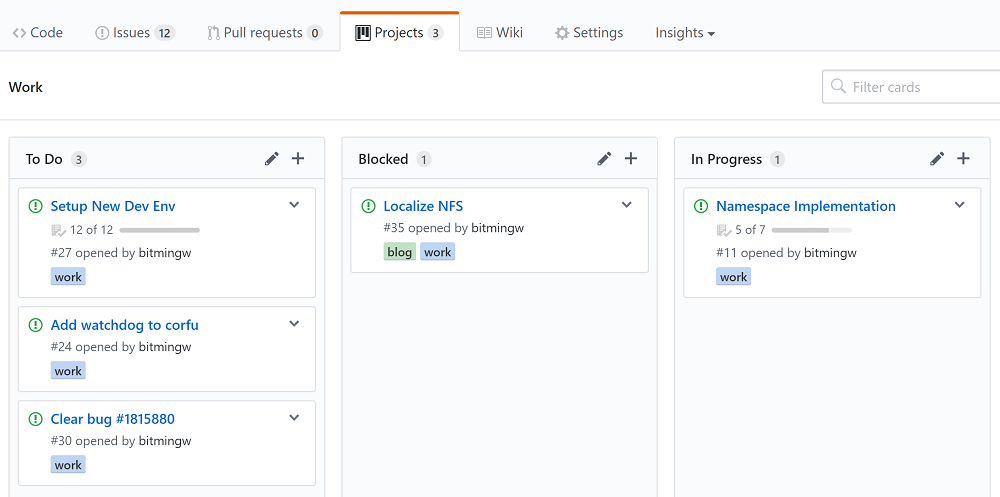 Code Issues 12 Pull requests 0 Projects 3 Wiki Settings Insights
Work
Filter cards
To Do 3
Setup New Dev Env
12 of 12
#27 opened by bitmingw
work
Add watchdog to corfu
#24 opened by bitmingw
work
Clear bug #1815880
#30 opened by bitmingw
work
Blocked 1
Localize NFS
#35 opened by bitmingw
blog work
In Progress 1
Namespace Implementation
5 of 7
#11 opened by bitmingw
work